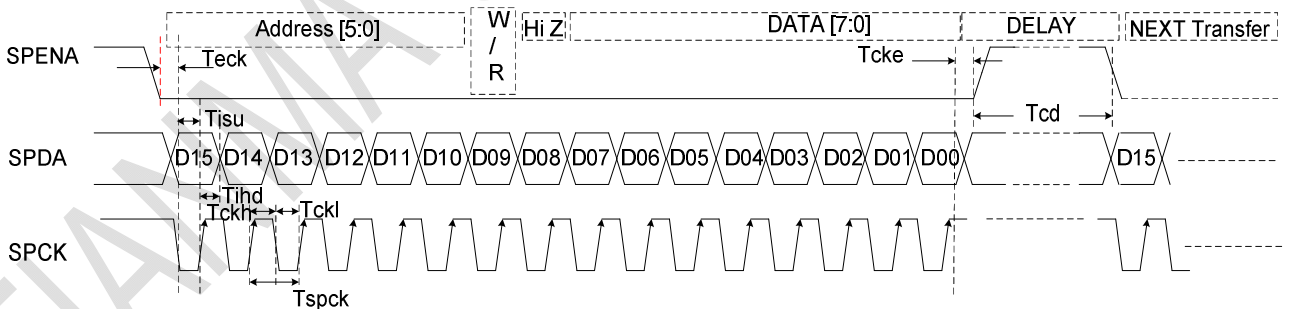 Address [5:0]
W
/
R
Hi Z
DATA [7:0]
DELAY
NEXT Transfer
SPENA
Teck
Tcke
Tisu
Tcd
SPDA
D15
D14
D13
D12
D11
D10
D09
D08
D07
D06
D05
D04
D03
D02
D01
D00
D15
Tihd
Tckh
Tckl
SPCK
Tspck
TIANMA